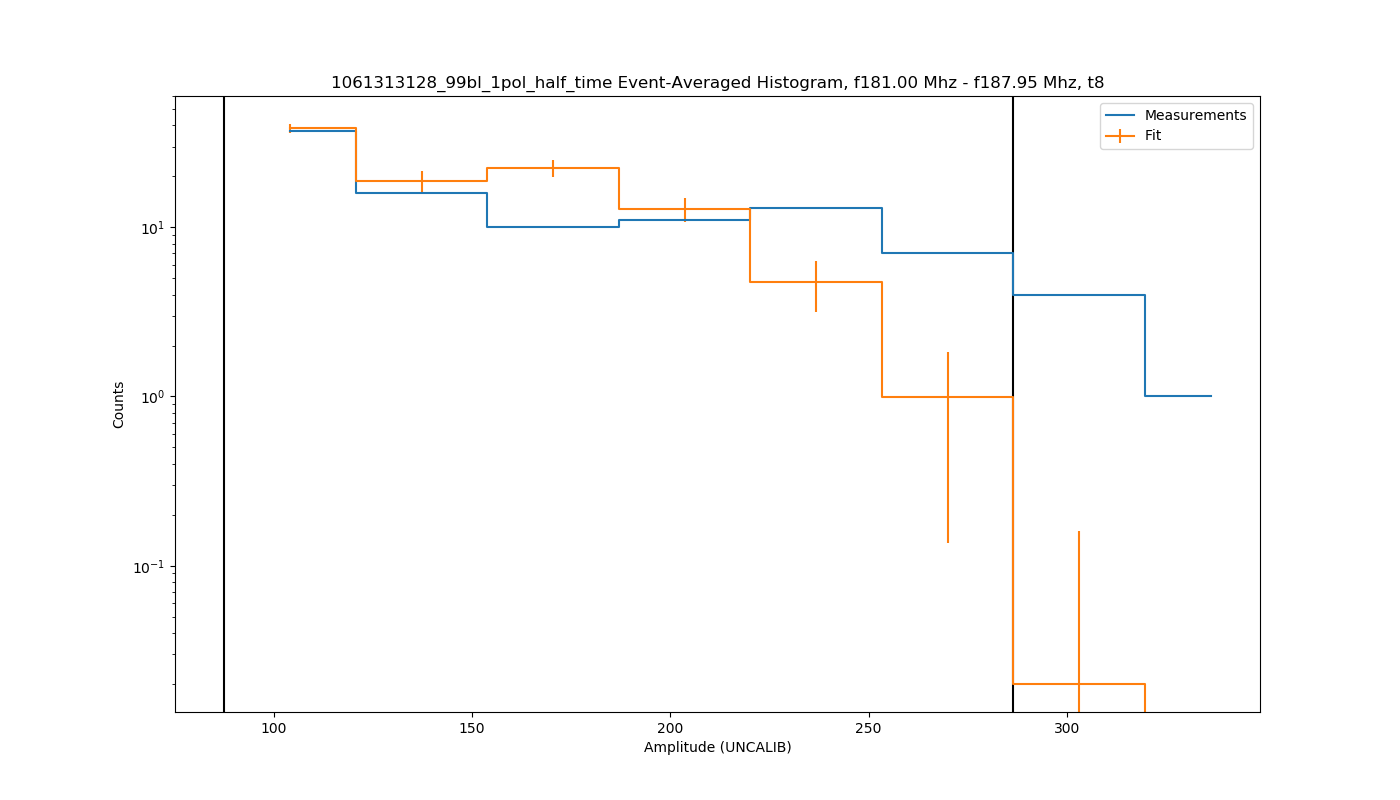 1061313128_99bl_1pol_half_time Event-Averaged Histogram, f181.00 Mhz - f187.95 Mhz, t8
Measurements
Fit
Counts
10¹
10⁰
10⁻¹
100 150 200 250 300
Amplitude (UNCALIB)